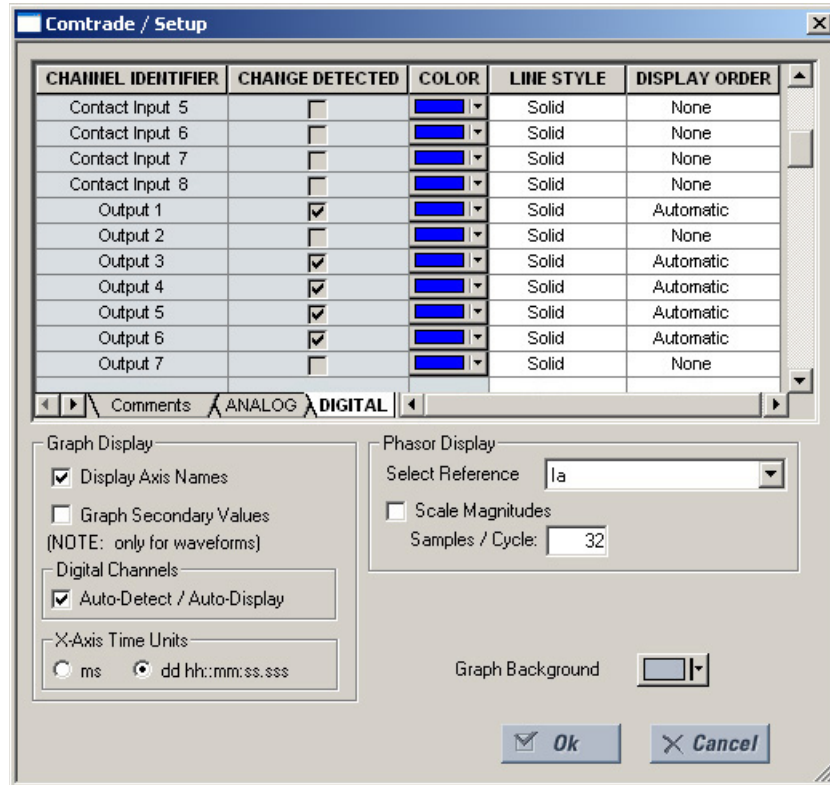 Comtrade / Setup
CHANNEL IDENTIFIER CHANGE DETECTED COLOR LINE STYLE DISPLAY ORDER
Contact Input 5 Solid None
Contact Input 6 Solid None
Contact Input 7 Solid None
Contact Input 8 Solid None
Output 1 Solid Automatic
Output 2 Solid None
Output 3 Solid Automatic
Output 4 Solid Automatic
Output 5 Solid Automatic
Output 6 Solid Automatic
Output 7 Solid None
Comments ANALOG DIGITAL
Graph Display
Display Axis Names
Graph Secondary Values
(NOTE: only for waveforms)
Digital Channels
Auto-Detect / Auto-Display
X-Axis Time Units
ms dd hh::mm:ss.sss
Phasor Display
Select Reference Ia
Scale Magnitudes
Samples / Cycle: 32
Graph Background
Ok Cancel